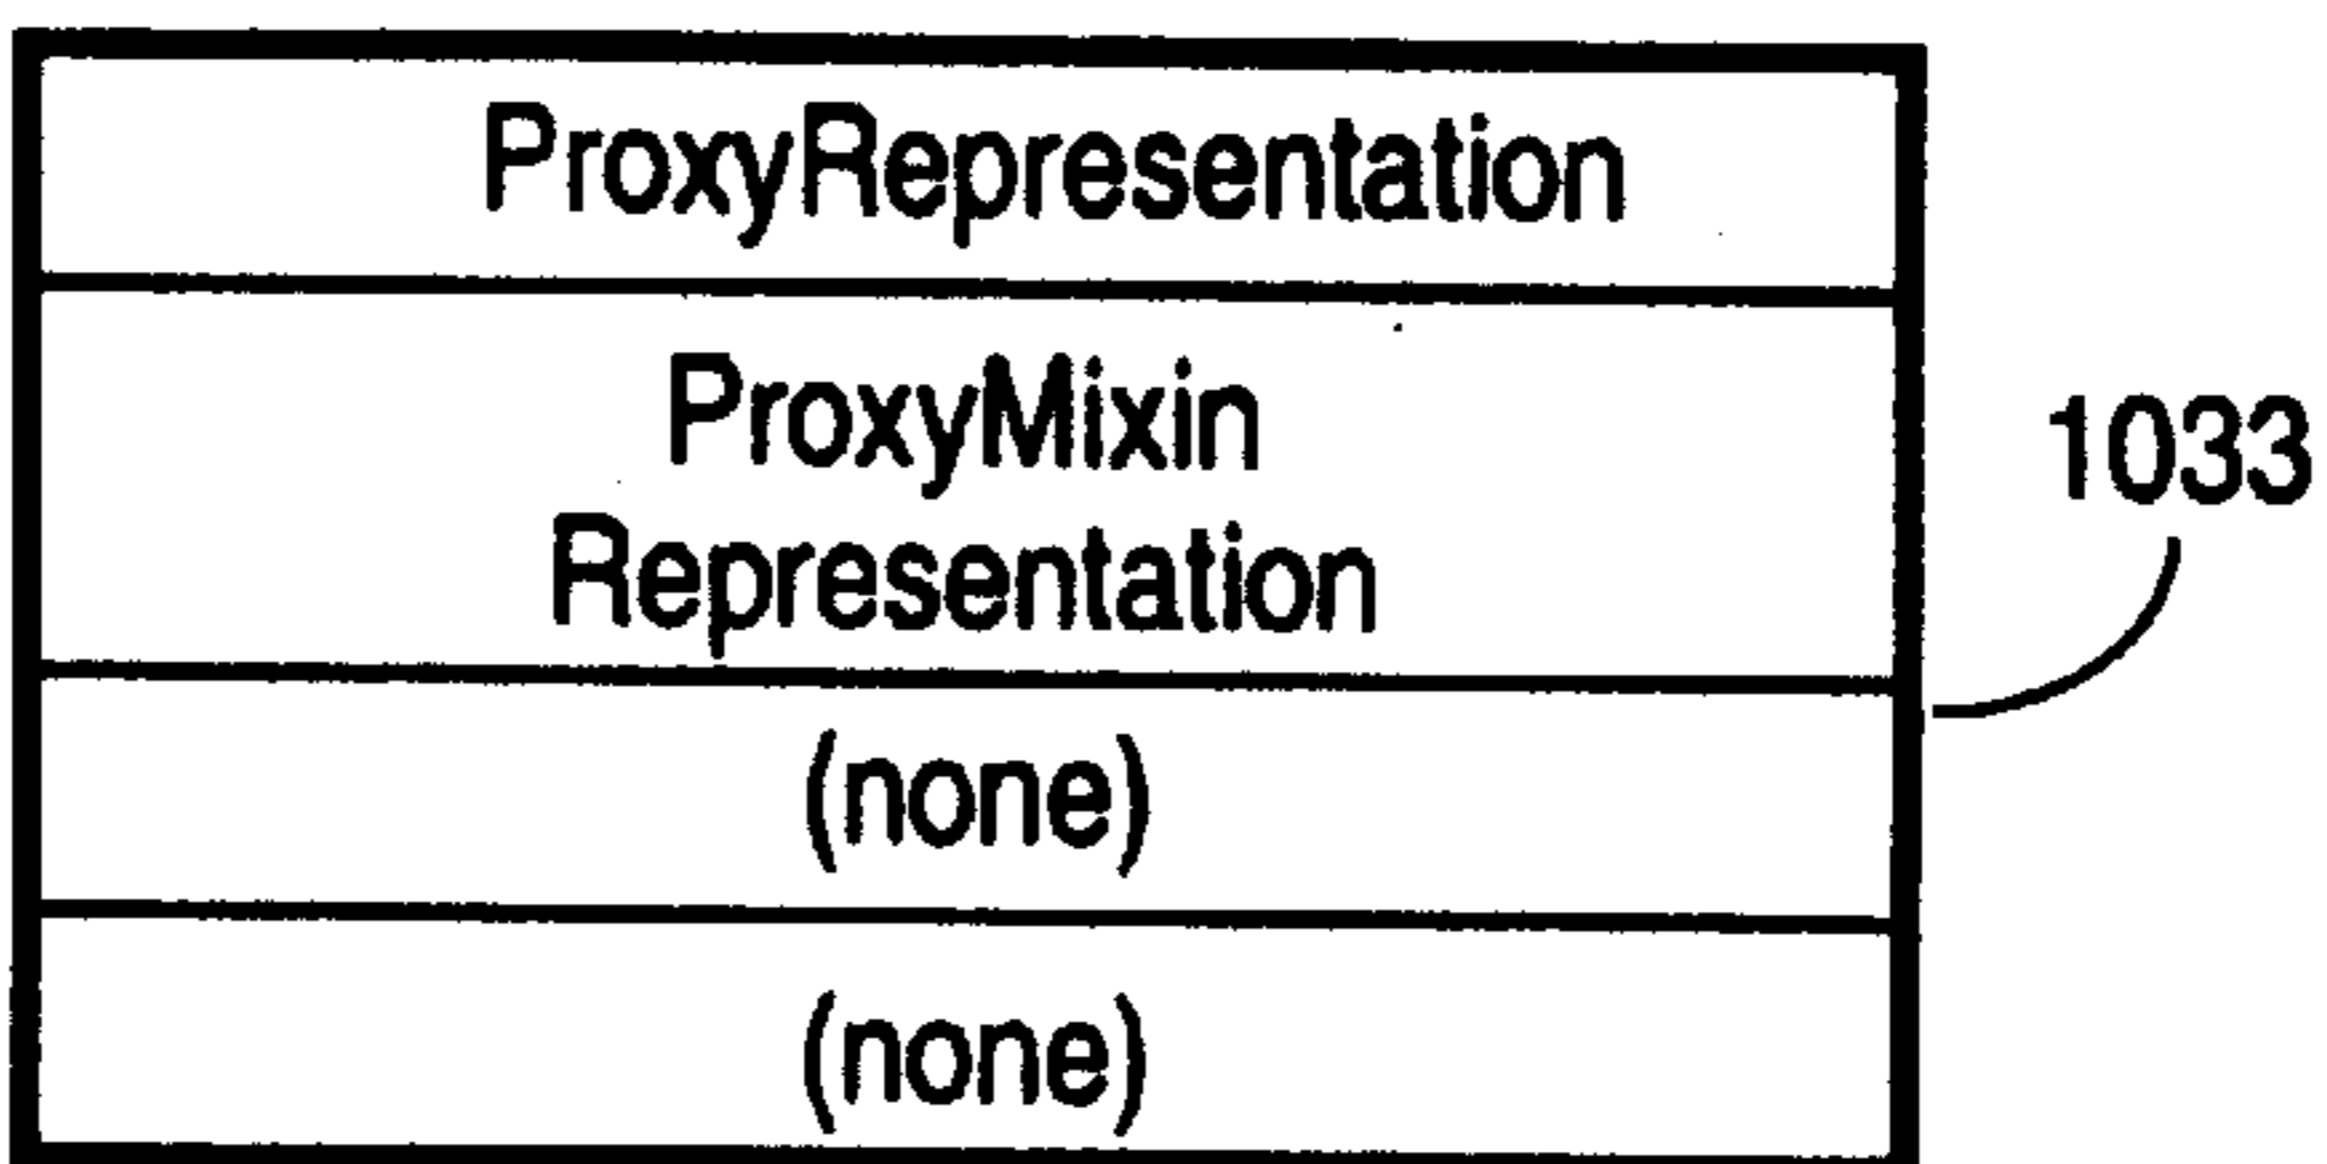 ProxyRepresentation
ProxyMixin
1033
Representation
(none)
(none)